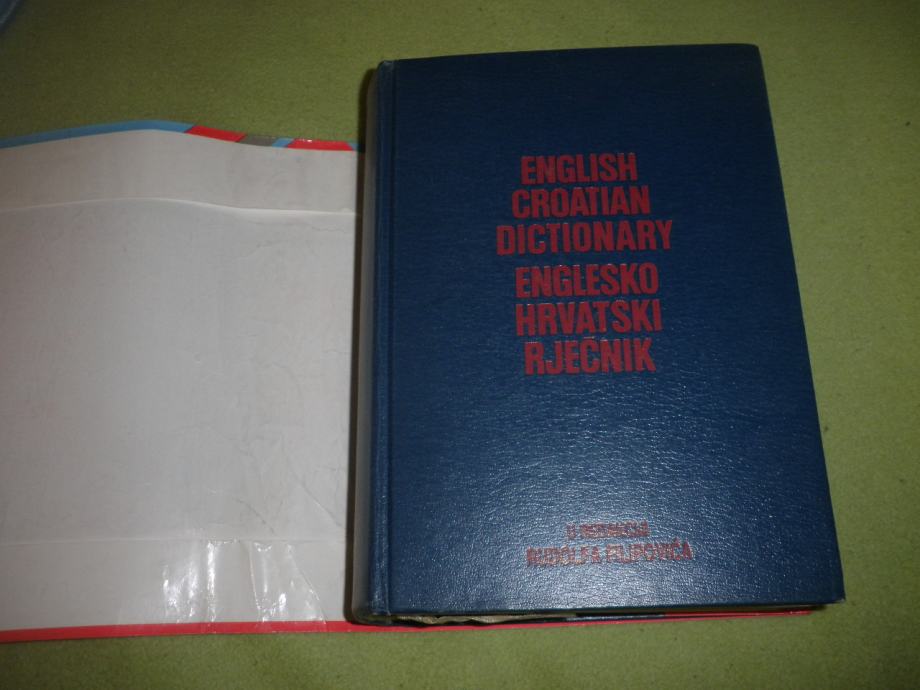 ENGLISH
CROATIAN
DICTIONARY
ENGLESKO
HRVATSKI
RJEČNIK
U REDAKCIJI
RUDOLFA FILIPOVIĆA